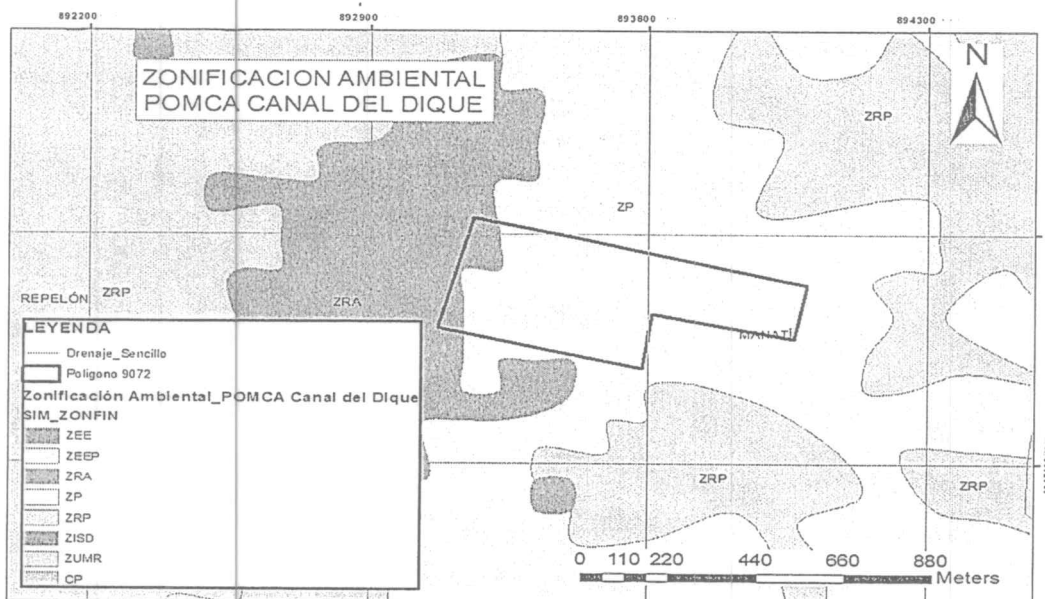 892200
892900
893600
894300
ZONIFICACION AMBIENTAL
POMCA CANAL DEL DIQUE
N
ZRP
ZP
REPELÓN
ZRP
ZRA
MANATÍ
LEYENDA
Drenaje_Sencillo
Poligono 9072
Zonificación Ambiental_POMCA Canal del Dique
SIM_ZONFIN
ZEE
ZEEP
ZRA
ZP
ZRP
ZISD
ZUMR
CP
ZRP
ZRP
0 110 220 440 660 880
Meters